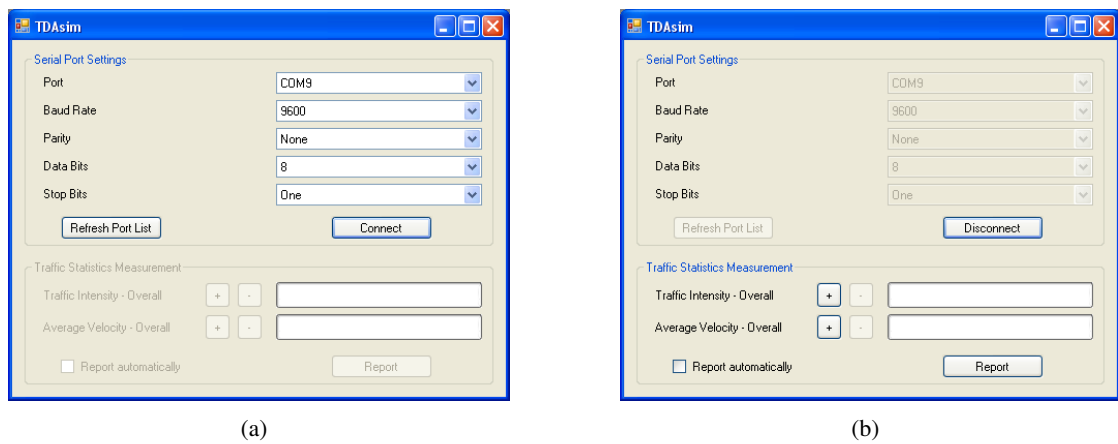 TDAsim
Serial Port Settings
Port COM9
Baud Rate 9600
Parity None
Data Bits 8
Stop Bits One
Refresh Port List Connect
Traffic Statistics Measurement
Traffic Intensity - Overall + -
Average Velocity - Overall + -
Report automatically Report
(a)
TDAsim
Serial Port Settings
Port COM9
Baud Rate 9600
Parity None
Data Bits 8
Stop Bits One
Refresh Port List Disconnect
Traffic Statistics Measurement
Traffic Intensity - Overall + -
Average Velocity - Overall + -
Report automatically Report
(b)